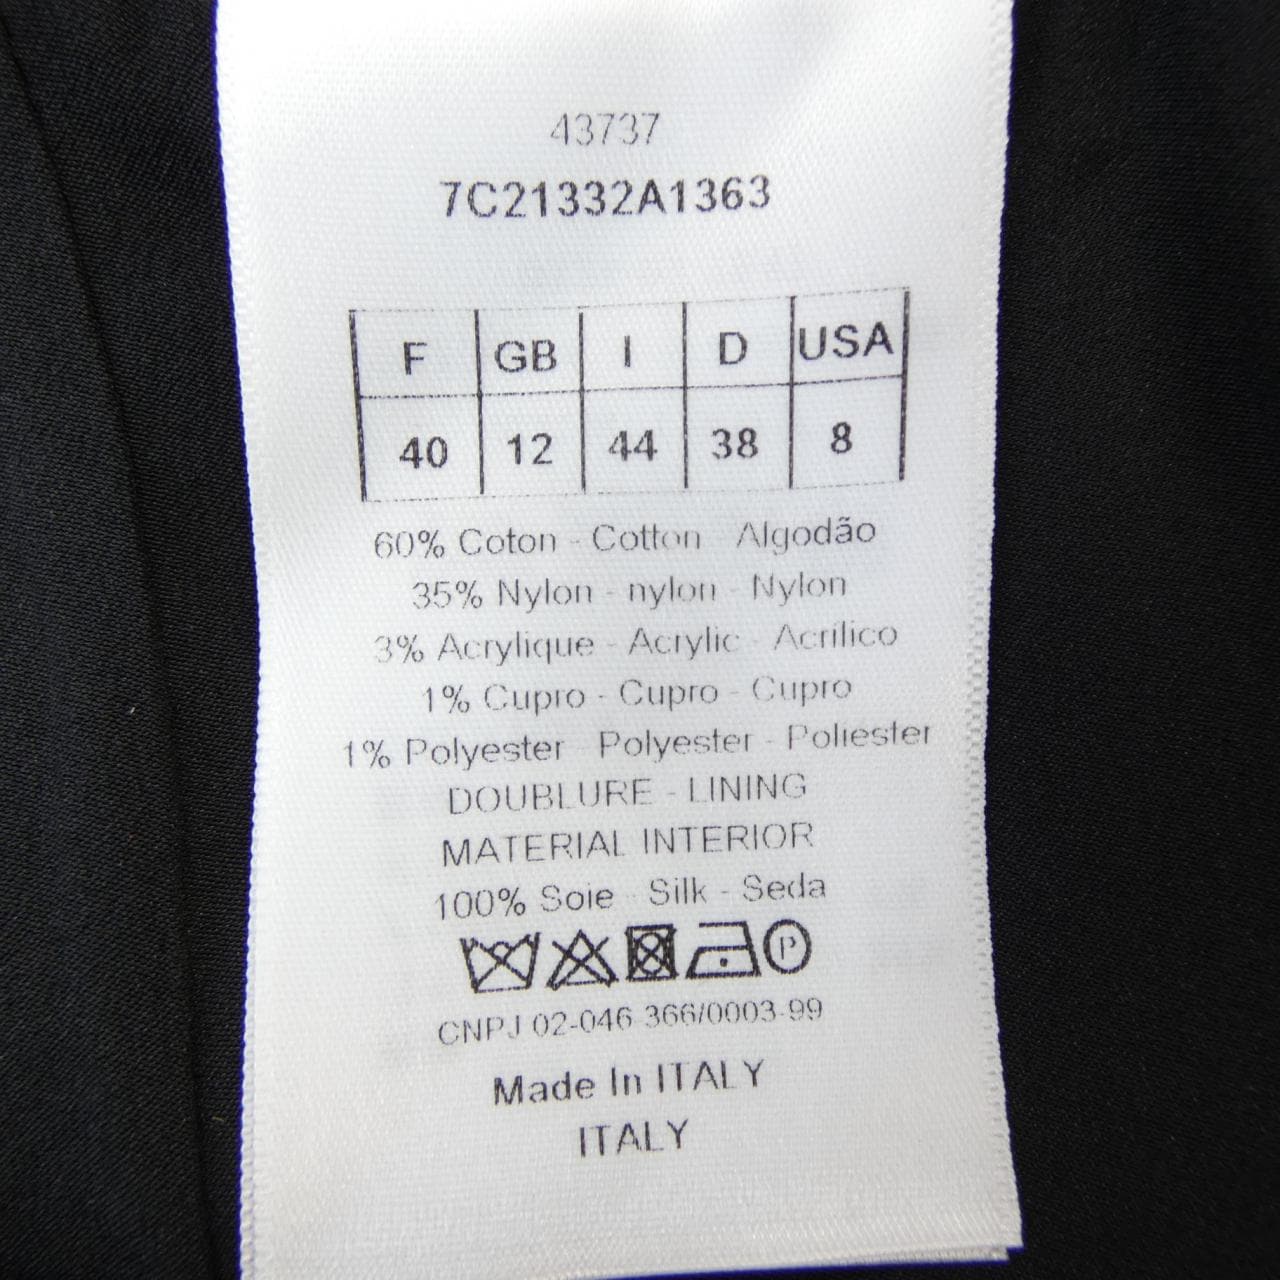 43737
7C21332A1363
F GB I D USA
40 12 44 38 8
60% Coton - Cotton - Algodão
35% Nylon - nylon - Nylon
3% Acrylique - Acrylic - Acrílico
1% Cupro - Cupro - Cupro
1% Polyester - Polyester - Poliester
DOUBLURE - LINING
MATERIAL INTERIOR
100% Soie - Silk - Seda
P
CNPJ 02-046 366/0003-99
Made In ITALY
ITALY